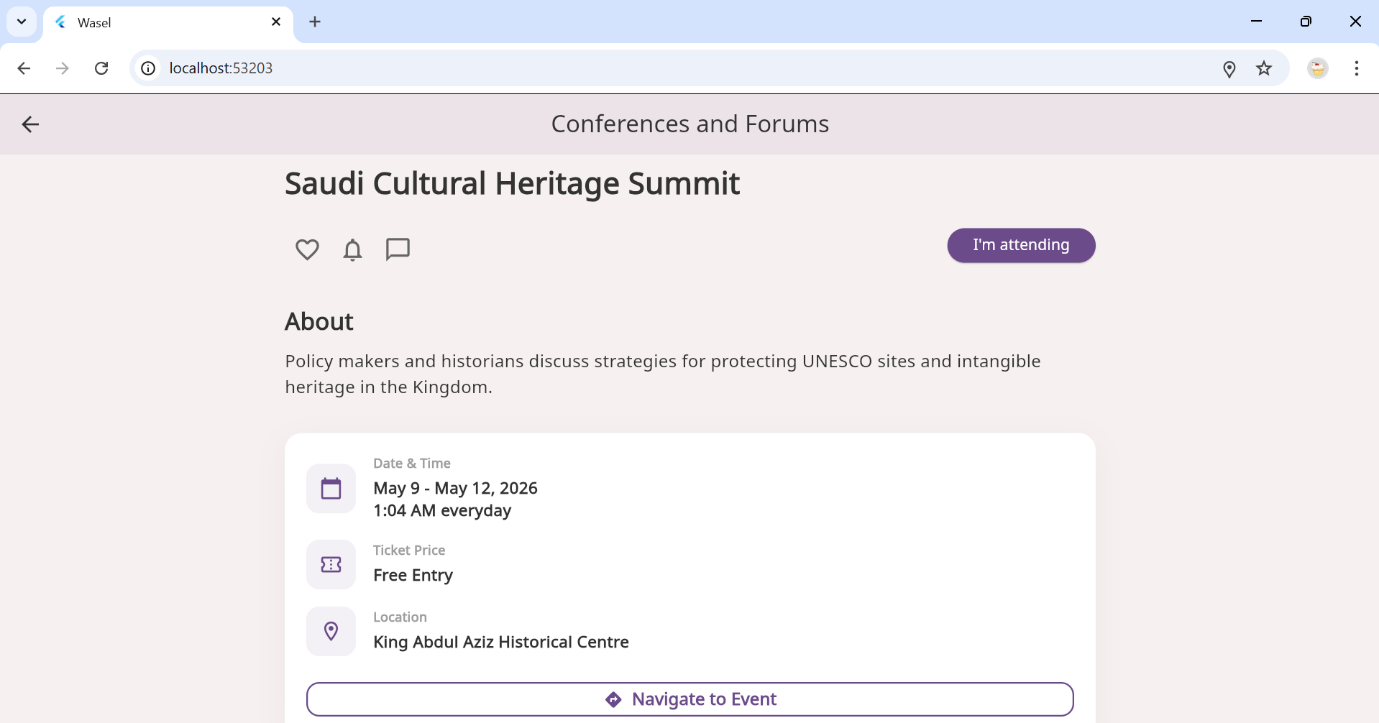 Wasel
localhost:53203
Conferences and Forums
Saudi Cultural Heritage Summit
I'm attending
About
Policy makers and historians discuss strategies for protecting UNESCO sites and intangible
heritage in the Kingdom.
Date & Time
May 9 - May 12, 2026
1:04 AM everyday
Ticket Price
Free Entry
Location
King Abdul Aziz Historical Centre
Navigate to Event